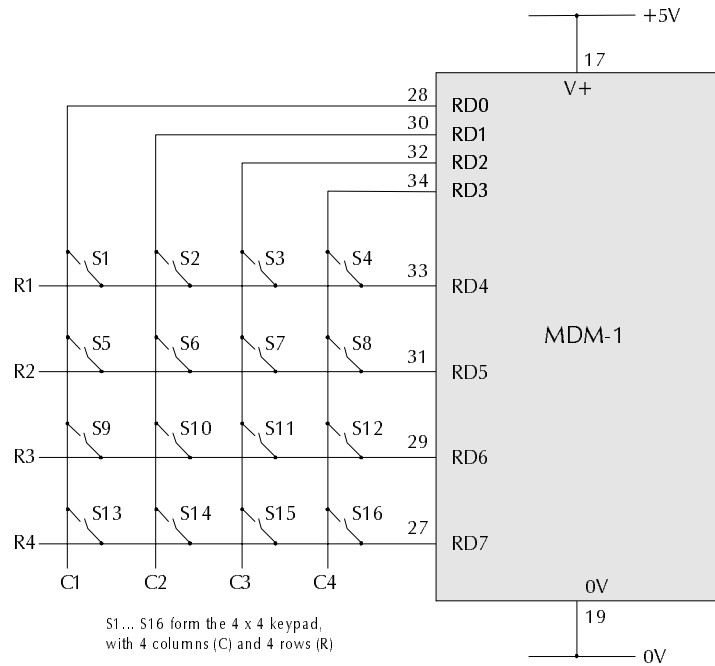 +5V
17
V+
28 RD0
30 RD1
32 RD2
34 RD3
S1 S2 S3 S4
R1 33 RD4
MDM-1
S5 S6 S7 S8
R2 31 RD5
S9 S10 S11 S12
R3 29 RD6
S13 S14 S15 S16
R4 27 RD7
C1 C2 C3 C4
0V
19
S1... S16 form the 4 x 4 keypad,
with 4 columns (C) and 4 rows (R)
0V